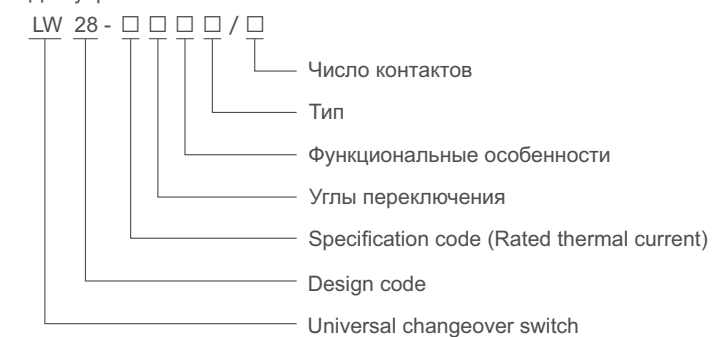 LW 28 - □ □ □ □ / □
Число контактов
Тип
Функциональные особенности
Углы переключения
Specification code (Rated thermal current)
Design code
Universal changeover switch